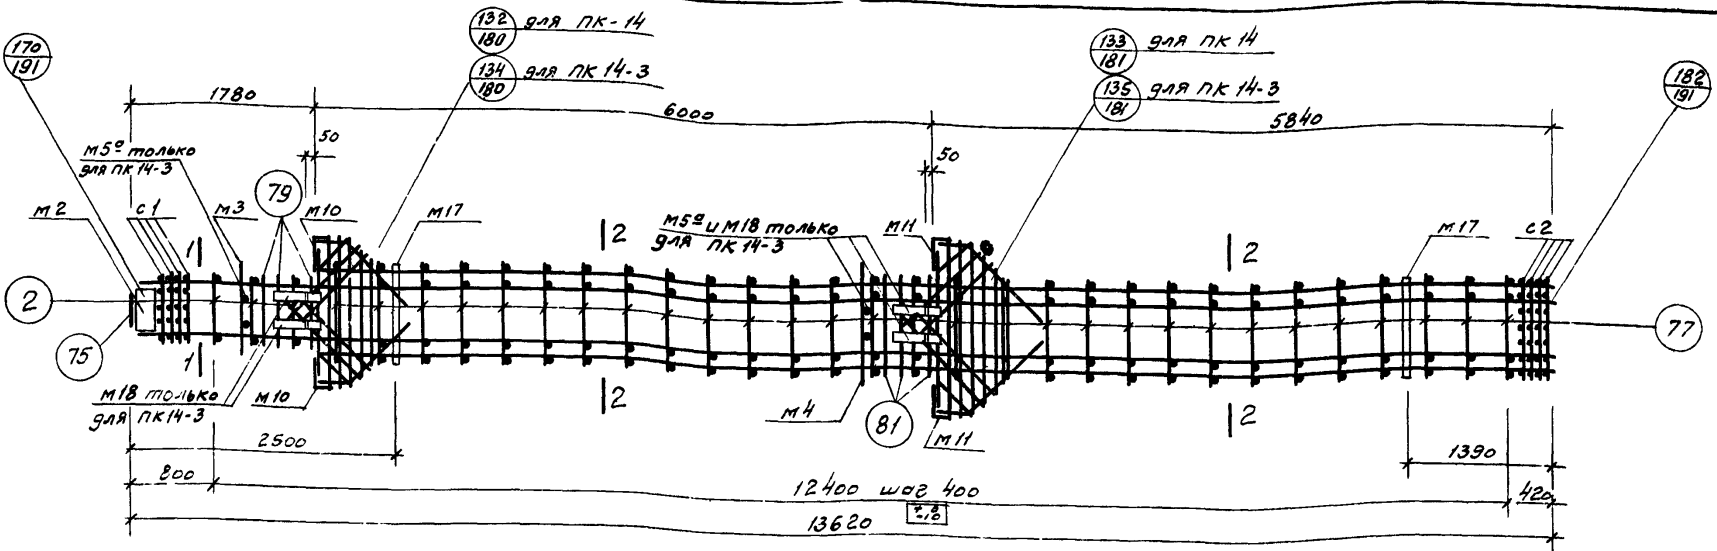 132 для ПК-14
180
134 для ПК 14-3
180
133 для ПК 14
181
135 для ПК 14-3
181
170
191
182
191
1780
6000
5840
50
50
М5ª только
для ПК 14-3
79
М2
С1
М3
М10
М17
М5ª и М18 только
для ПК 14-3
М11
М17
С2
1
2
2
2
75
77
1
М18 только
для ПК 14-3
М10
2
М4
81
М11
2
2500
1390
800
12400 шаг 400
420
13620